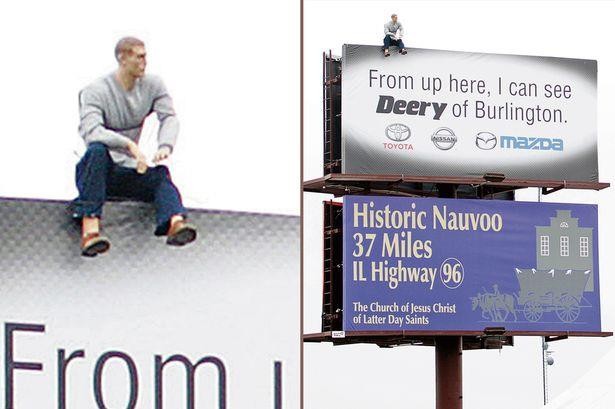 From u
From up here, I can see
Deery of Burlington.
TOYOTA
NISSAN
mazda
Historic Nauvoo
37 Miles
IL Highway 96
The Church of Jesus Christ
of Latter Day Saints